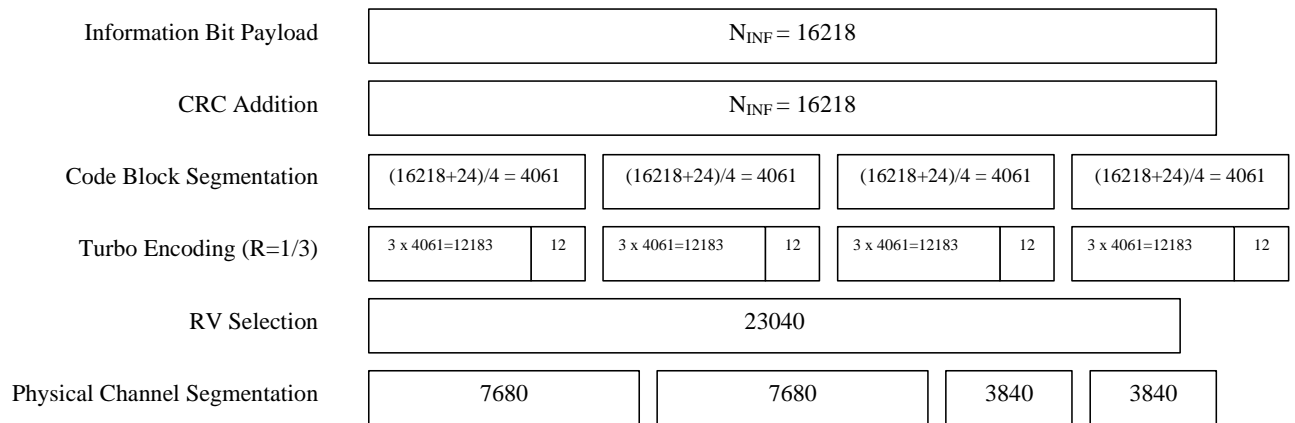 Information Bit Payload
N_INF = 16218
CRC Addition
N_INF = 16218
Code Block Segmentation
(16218+24)/4 = 4061
(16218+24)/4 = 4061
(16218+24)/4 = 4061
(16218+24)/4 = 4061
Turbo Encoding (R=1/3)
3 x 4061=12183
12
3 x 4061=12183
12
3 x 4061=12183
12
3 x 4061=12183
12
RV Selection
23040
Physical Channel Segmentation
7680
7680
3840
3840